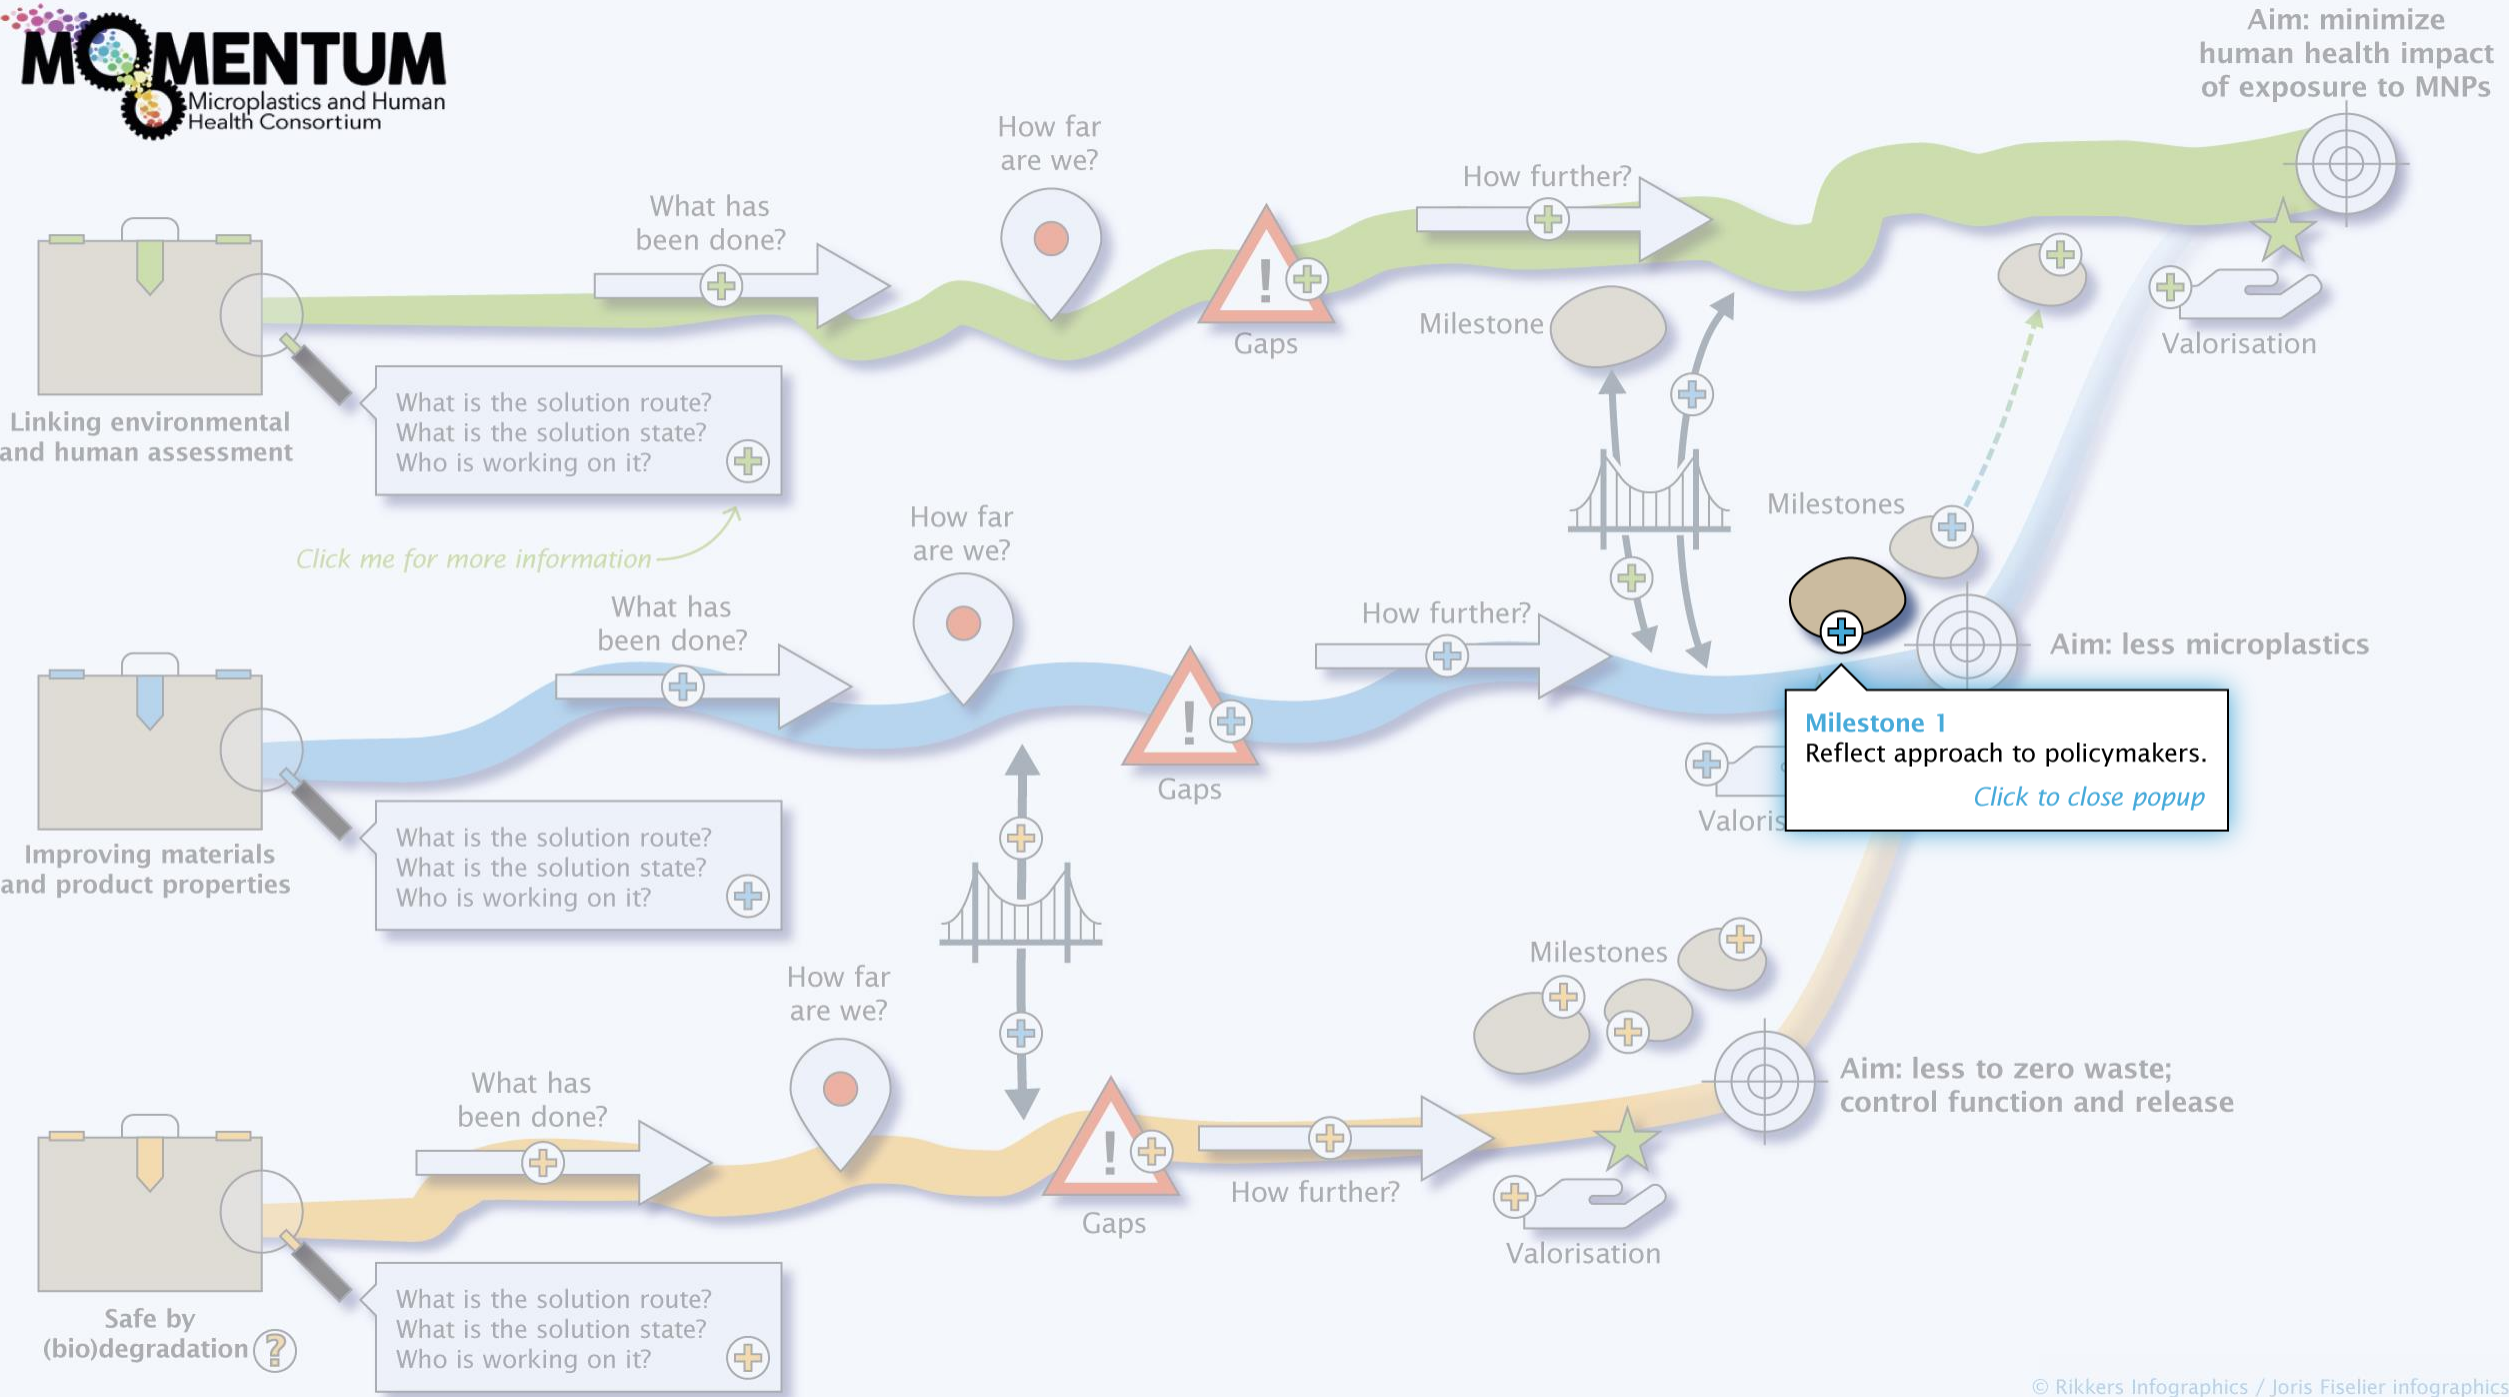 MOMENTUM
Microplastics and Human
Health Consortium
Aim: minimize
human health impact
of exposure to MNPs
How far
are we?
How further?
What has
been done?
!
Gaps
Milestone
Valorisation
Linking environmental
and human assessment
What is the solution route?
What is the solution state?
Who is working on it?
Click me for more information
Milestones
How far
are we?
What has
been done?
How further?
Aim: less microplastics
!
Gaps
Milestone 1
Reflect approach to policymakers.
Click to close popup
Valoris
Improving materials
and product properties
What is the solution route?
What is the solution state?
Who is working on it?
Milestones
How far
are we?
What has
been done?
Aim: less to zero waste;
control function and release
!
Gaps
How further?
Valorisation
Safe by
(bio)degradation ?
What is the solution route?
What is the solution state?
Who is working on it?
© Rikkers Infographics / Joris Fiselier infographics